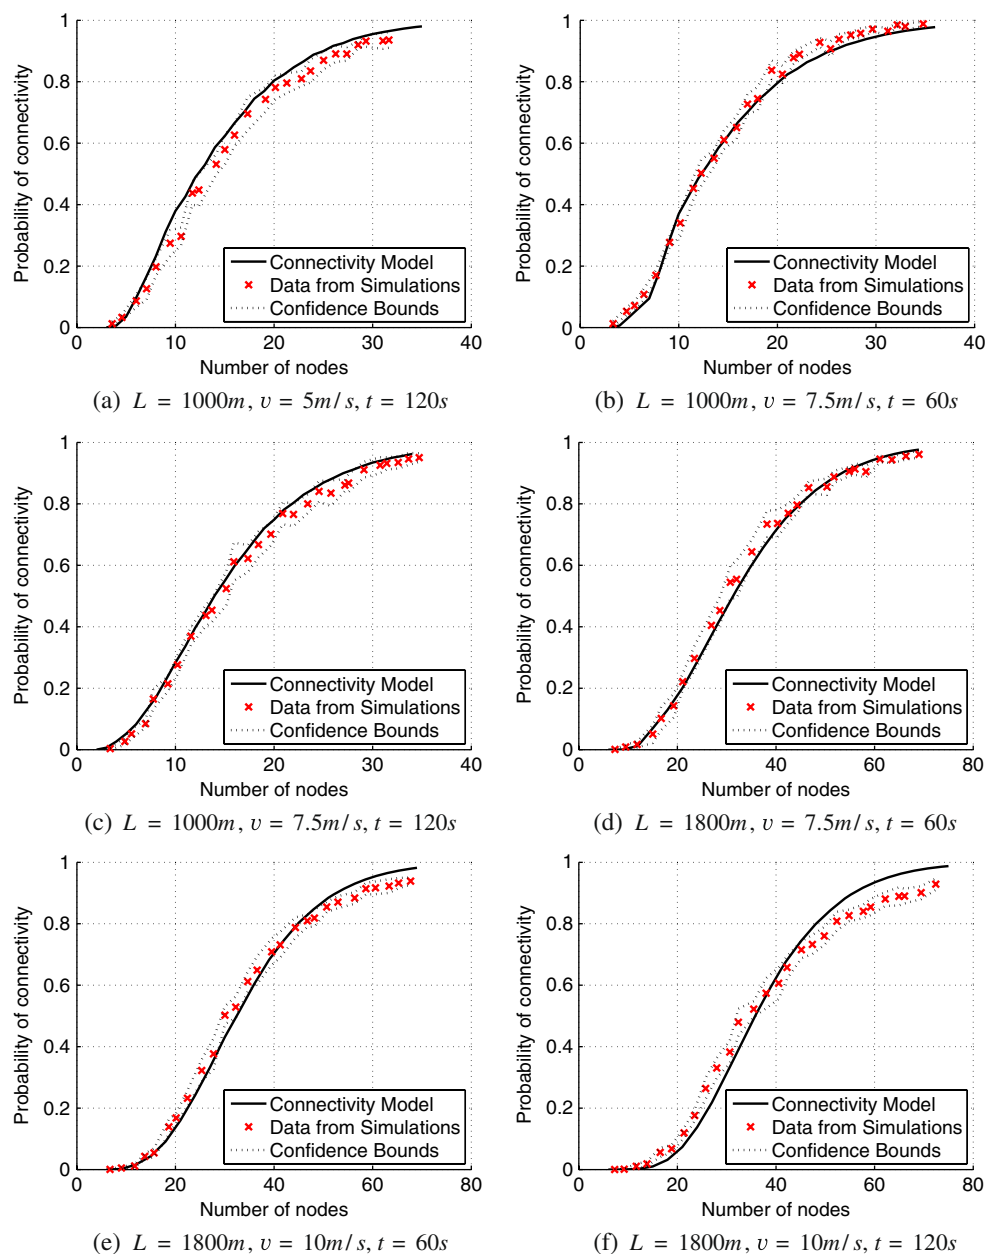 1
0.8
0.6
0.4
0.2
0
Probability of connectivity
Connectivity Model
Data from Simulations
Confidence Bounds
0 10 20 30 40
Number of nodes
(a) L = 1000m, v = 5m/s, t = 120s
1
0.8
0.6
0.4
0.2
0
Probability of connectivity
Connectivity Model
Data from Simulations
Confidence Bounds
0 10 20 30 40
Number of nodes
(b) L = 1000m, v = 7.5m/s, t = 60s
1
0.8
0.6
0.4
0.2
0
Probability of connectivity
Connectivity Model
Data from Simulations
Confidence Bounds
0 10 20 30 40
Number of nodes
(c) L = 1000m, v = 7.5m/s, t = 120s
1
0.8
0.6
0.4
0.2
0
Probability of connectivity
Connectivity Model
Data from Simulations
Confidence Bounds
0 20 40 60 80
Number of nodes
(d) L = 1800m, v = 7.5m/s, t = 60s
1
0.8
0.6
0.4
0.2
0
Probability of connectivity
Connectivity Model
Data from Simulations
Confidence Bounds
0 20 40 60 80
Number of nodes
(e) L = 1800m, v = 10m/s, t = 60s
1
0.8
0.6
0.4
0.2
0
Probability of connectivity
Connectivity Model
Data from Simulations
Confidence Bounds
0 20 40 60 80
Number of nodes
(f) L = 1800m, v = 10m/s, t = 120s